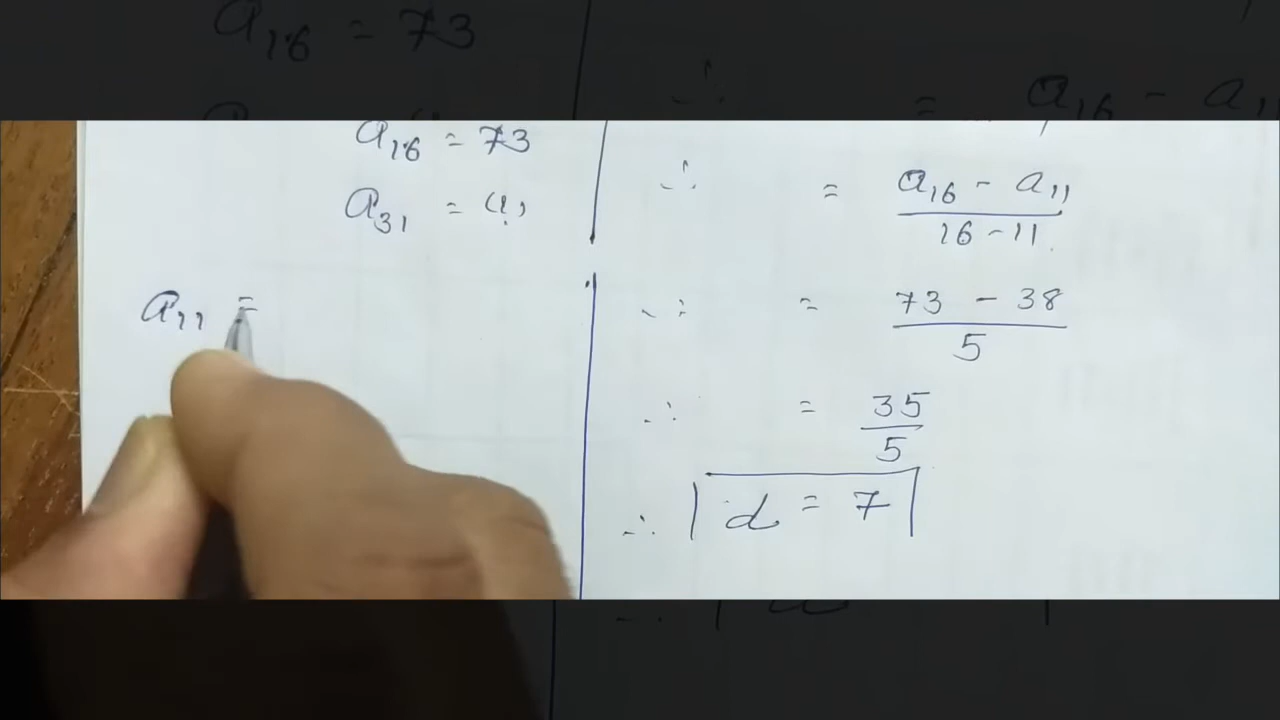 a₁₆ = 73
a₃₁ = ?
a₁₁ =
∴ = a₁₆ - a₁₁
16 - 11
∴ = 73 - 38
5
∴ = 35
5
∴ d = 7